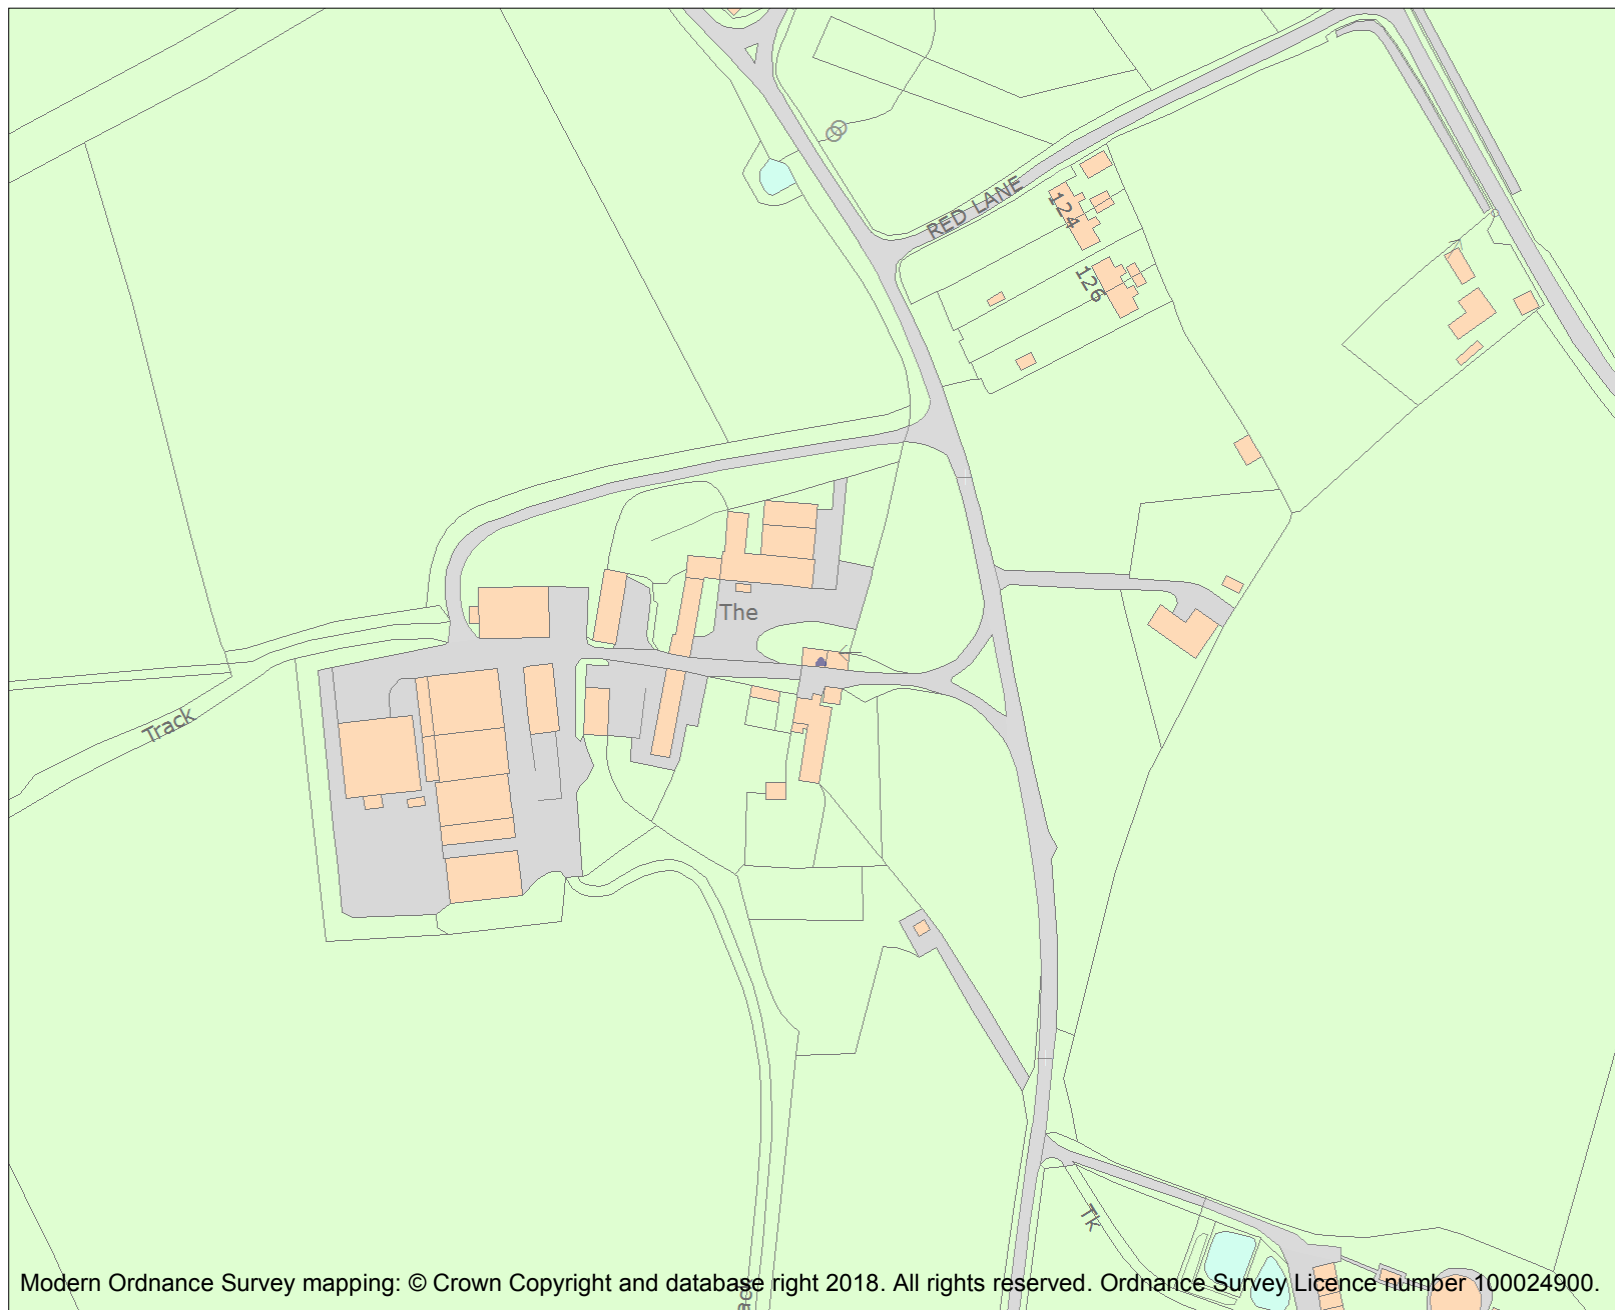 RED LANE
124
126
The
Track
Tk
Modern Ordnance Survey mapping: © Crown Copyright and database right 2018. All rights reserved. Ordnance Survey Licence number 100024900.